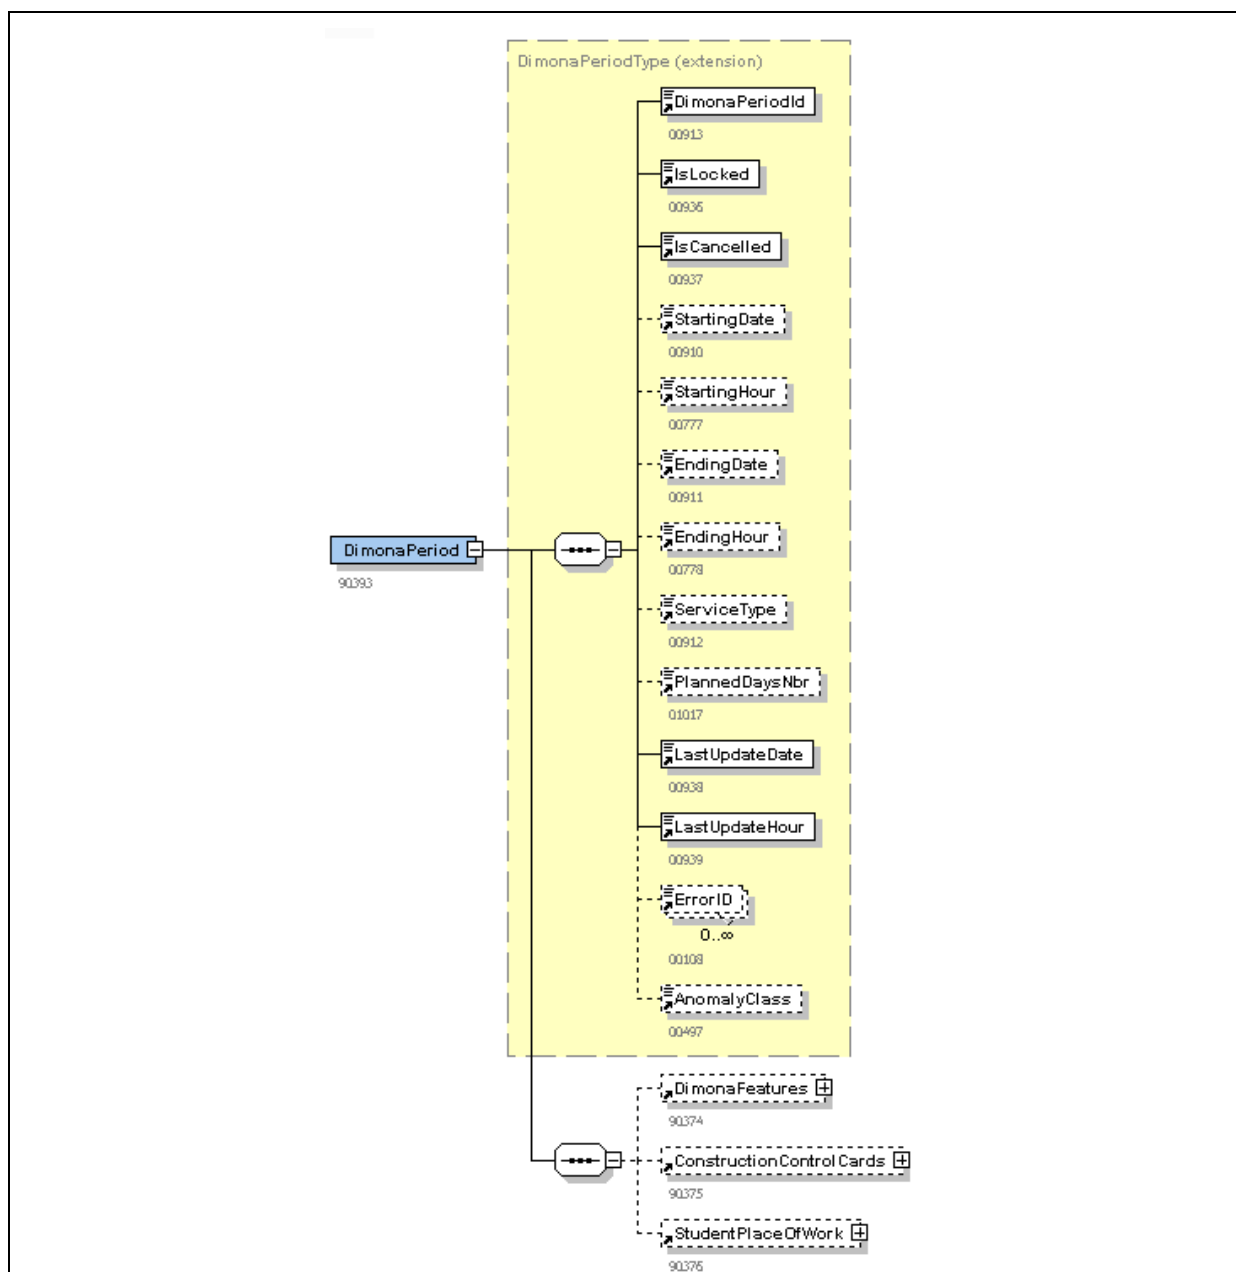 DimonaPeriodType (extension)
DimonaPeriodId
00913
IsLocked
00936
IsCancelled
00937
StartingDate
00910
StartingHour
00777
EndingDate
00911
EndingHour
00778
DimonaPeriod
90393
ServiceType
00912
PlannedDaysNbr
01017
LastUpdateDate
00938
LastUpdateHour
00939
ErrorID
0..∞
00108
AnomalyClass
00497
DimonaFeatures
90374
ConstructionControlCards
90375
StudentPlaceOfWork
90376